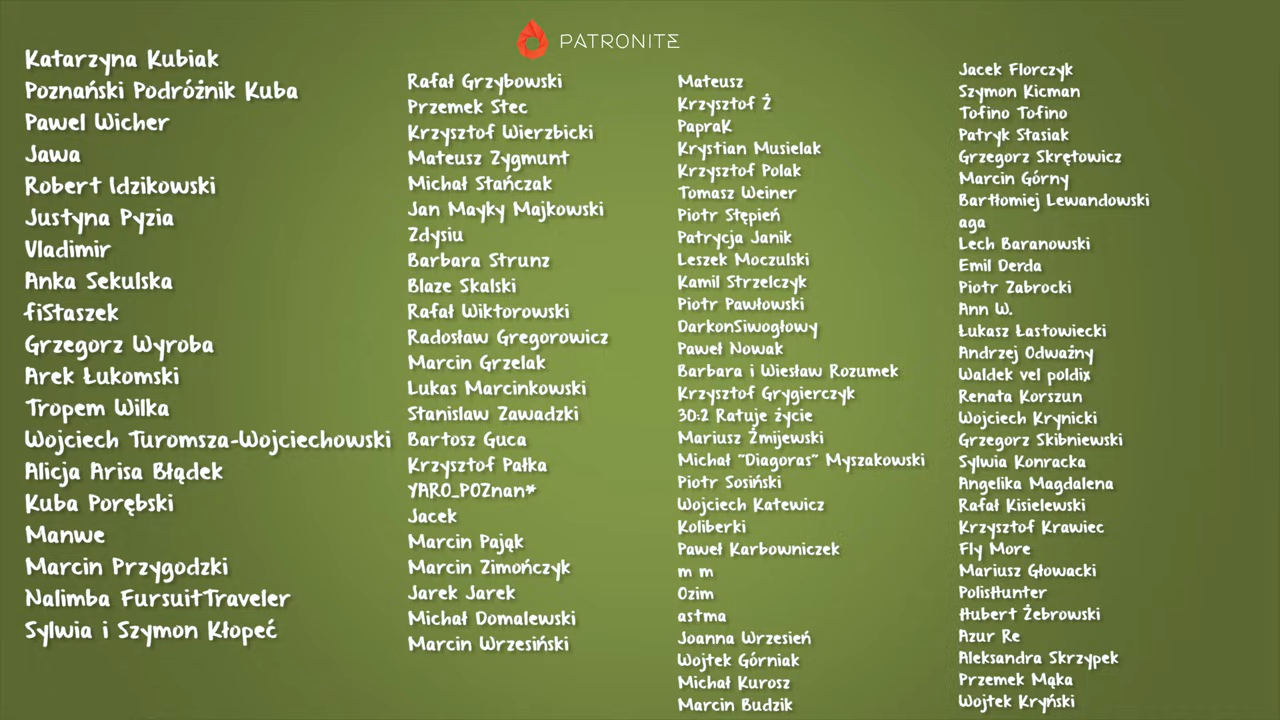 PATRONITE
Katarzyna Kubiak
Poznański Podróżnik Kuba
Pawel Wicher
Jawa
Robert Idzikowski
Justyna Pyzia
Vladimir
Anka Sekulska
fiStaszek
Grzegorz Wyroba
Arek Łukomski
Tropem Wilka
Wojciech Turomsza-Wojciechowski
Alicja Arisa Błądek
Kuba Porębski
Manwe
Marcin Przygodzki
Nalimba FursuitTraveler
Sylwia i Szymon Kłopeć
Rafał Grzybowski
Przemek Stec
Krzysztof Wierzbicki
Mateusz Zygmunt
Michał Stańczak
Jan Mayky Majkowski
Zdysiu
Barbara Strunz
Blaze Skalski
Rafał Wiktorowski
Radosław Gregorowicz
Marcin Grzelak
Lukas Marcinkowski
Stanislaw Zawadzki
Bartosz Guca
Krzysztof Pałka
YARO_POZnan*
Jacek
Marcin Pająk
Marcin Zimończyk
Jarek Jarek
Michał Domalewski
Marcin Wrzesiński
Mateusz
Krzysztof Ż
PapraK
Krystian Musielak
Krzysztof Polak
Tomasz Weiner
Piotr Stępień
Patrycja Janik
Leszek Moczulski
Kamil Strzelczyk
Piotr Pawłowski
DarkonSiwogłowy
Paweł Nowak
Barbara i Wiesław Rozumek
Krzysztof Grygierczyk
30:2 Ratuje życie
Mariusz Żmijewski
Michał "Diagoras" Myszakowski
Piotr Sosiński
Wojciech Katewicz
Koliberki
Paweł Karbowniczek
m m
Ozim
astma
Joanna Wrzesień
Wojtek Górniak
Michał Kurosz
Marcin Budzik
Jacek Florczyk
Szymon Kicman
Tofino Tofino
Patryk Stasiak
Grzegorz Skrętowicz
Marcin Górny
Bartłomiej Lewandowski
aga
Lech Baranowski
Emil Derda
Piotr Zabrocki
Ann W.
Łukasz Łastowiecki
Andrzej Odważny
Waldek vel poldix
Renata Korszun
Wojciech Krynicki
Grzegorz Skibniewski
Sylwia Konracka
Angelika Magdalena
Rafał Kisielewski
Krzysztof Krawiec
Fly More
Mariusz Głowacki
PolisHunter
Hubert Żebrowski
Azur Re
Aleksandra Skrzypek
Przemek Mąka
Wojtek Kryński